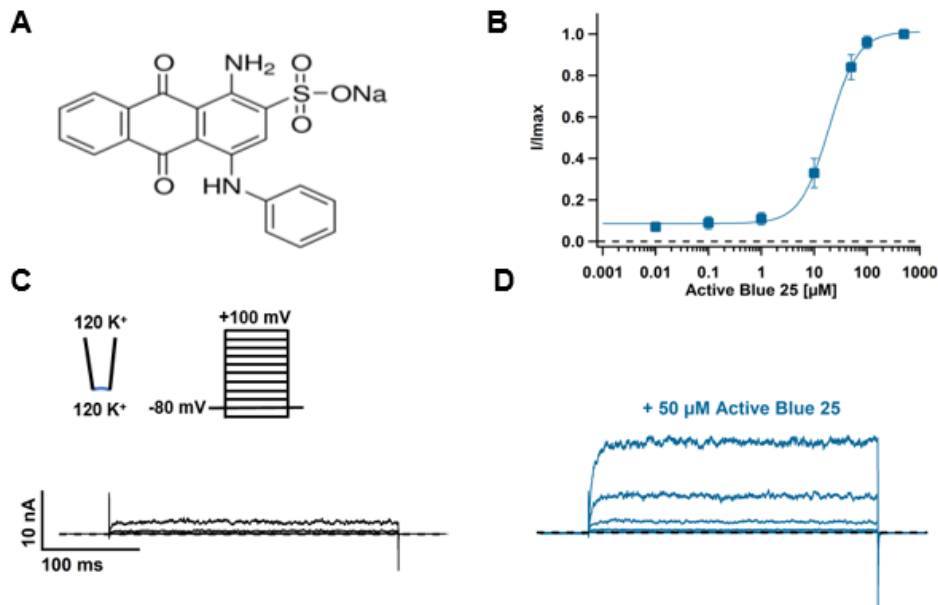 A
O
NH₂
O
S
ONa
O
O
HN
B
I/Imax
1.0
0.8
0.6
0.4
0.2
0.0
0.001 0.01 0.1 1 10 100 1000
Active Blue 25 [µM]
C
120 K⁺
120 K⁺
+100 mV
-80 mV
10 nA
100 ms
D
+ 50 µM Active Blue 25